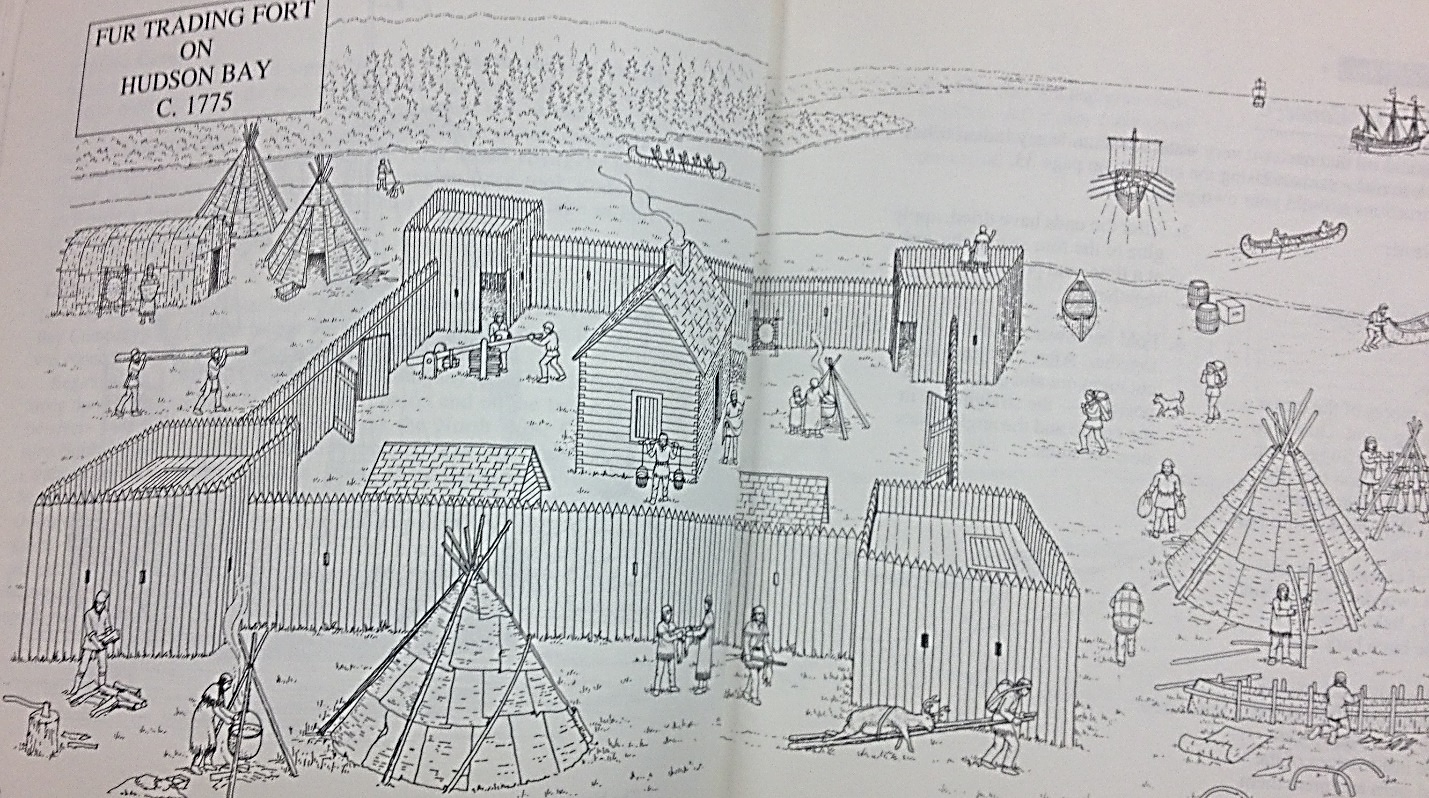 FUR TRADING FORT
ON
HUDSON BAY
C. 1775